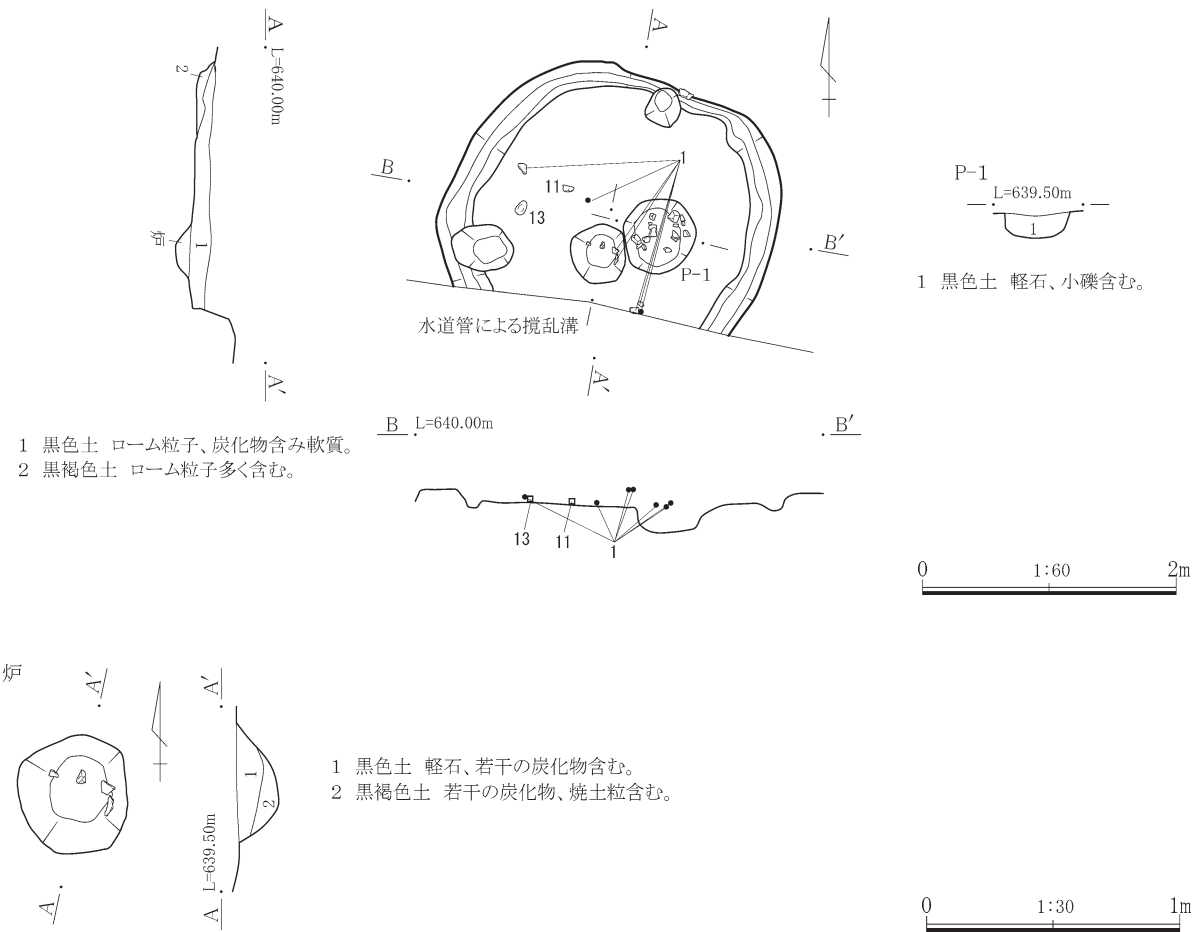 A
L=640.00m
2
炉
1
A′
1 黒色土 ローム粒子、炭化物含み軟質。
2 黒褐色土 ローム粒子多く含む。
A
B
1
11
13
P-1
B′
水道管による撹乱溝
A′
B L=640.00m B′
13 11 1
P-1
L=639.50m
1
1 黒色土 軽石、小礫含む。
0 1:60 2m
炉
A′
A
A′
1
2
L=639.50m
A
1 黒色土 軽石、若干の炭化物含む。
2 黒褐色土 若干の炭化物、焼土粒含む。
0 1:30 1m